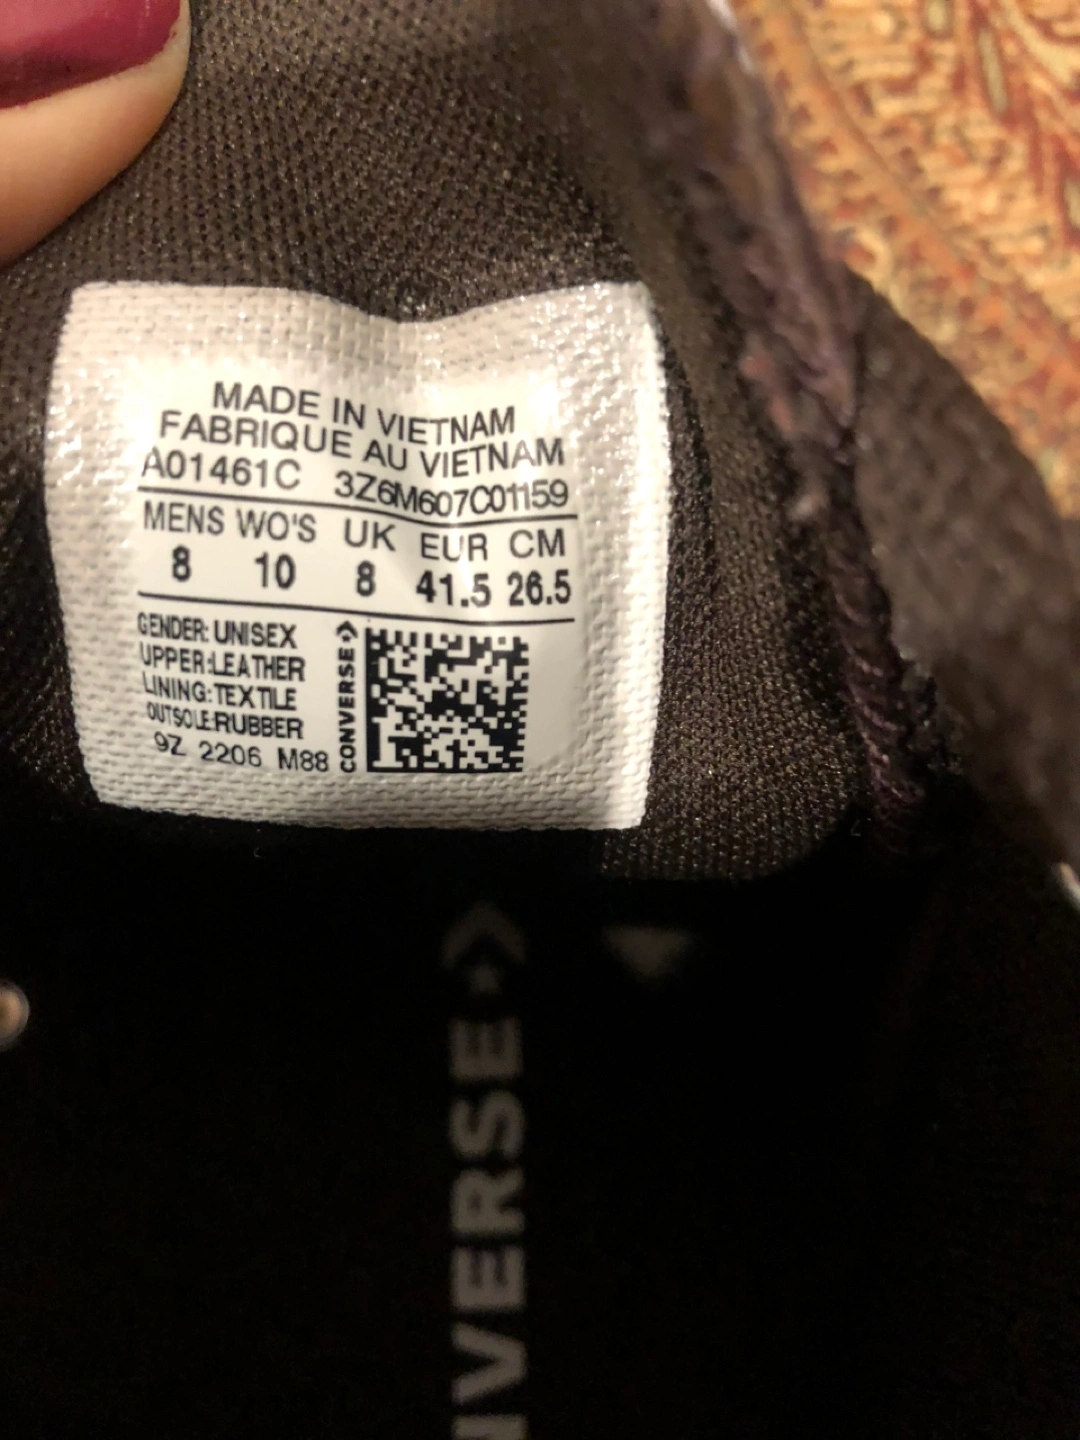 MADE IN VIETNAM
FABRIQUE AU VIETNAM
A01461C 3Z6M607C01159
MENS WO'S UK EUR CM
8 10 8 41.5 26.5
GENDER: UNISEX
UPPER:LEATHER
LINING:TEXTILE
OUTSOLE:RUBBER
9Z 2206 M88
CONVERSE
VERSE